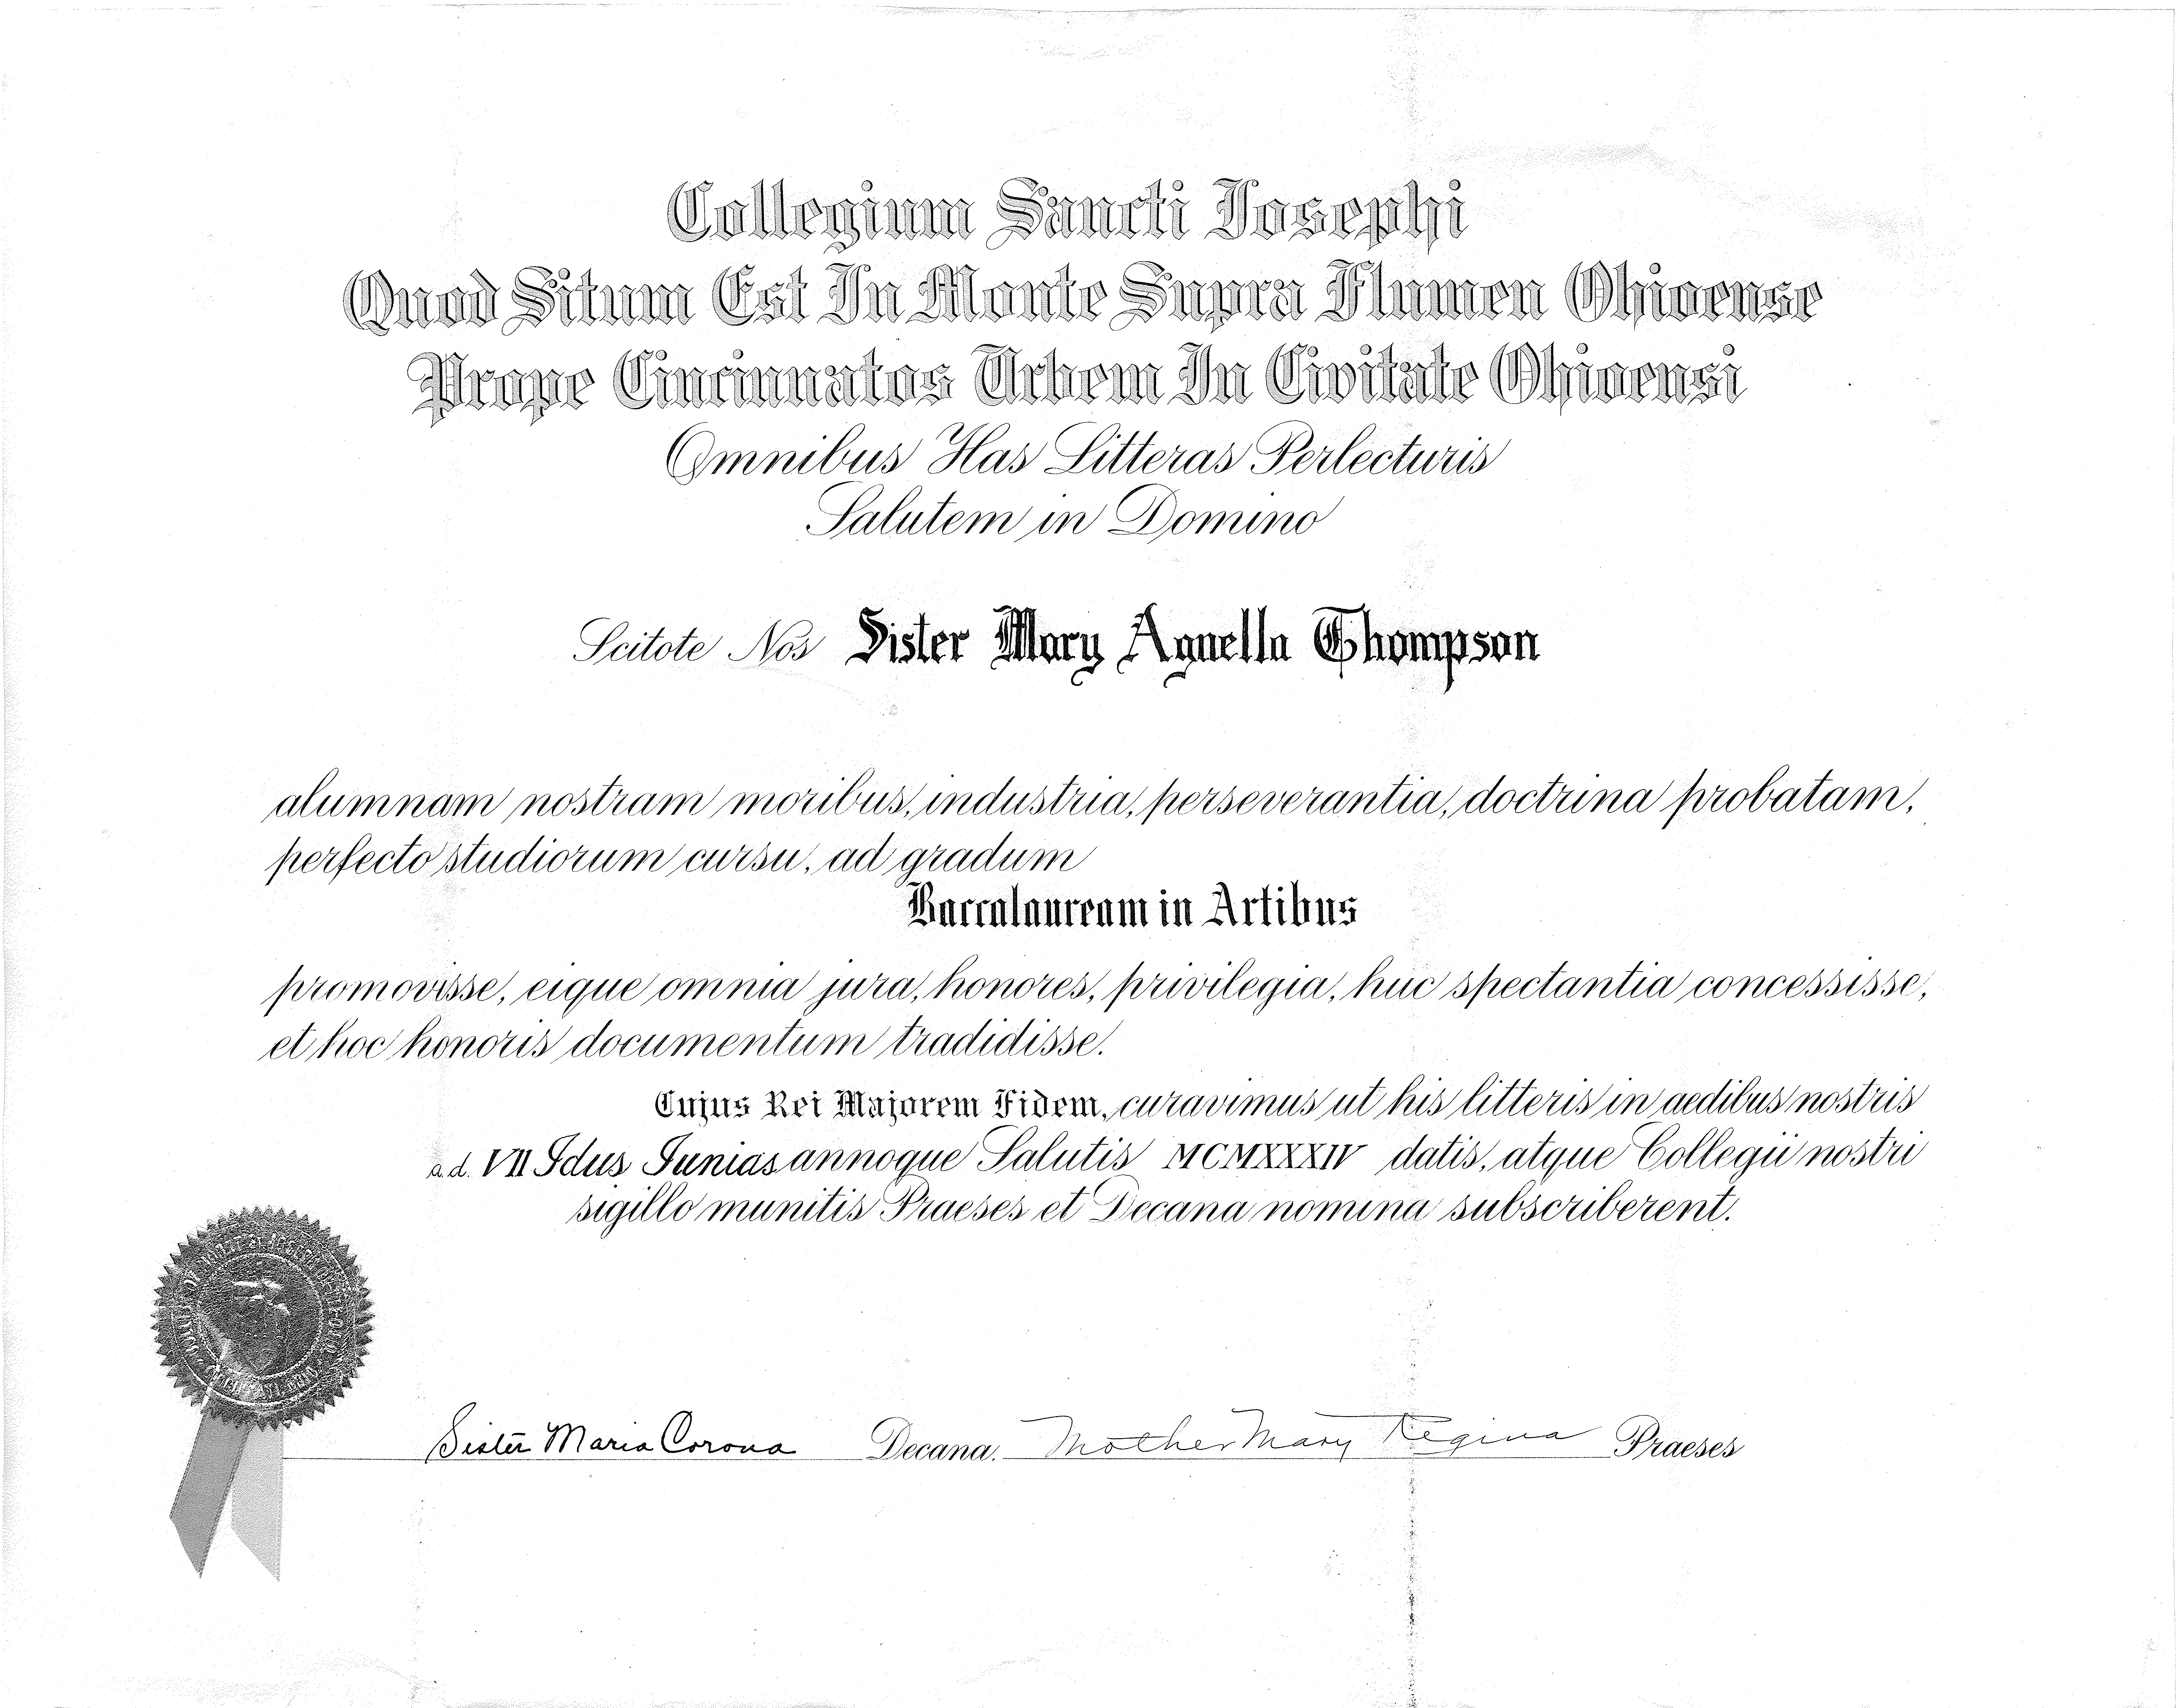 Collegium Sancti Josephi
Quod Situm Est In Monte Supra Flumen Ohioense
Prope Cincinnatos Urbem In Civitate Ohioensi
Omnibus Has Litteras Perlecturis
Salutem in Domino
Scitote Nos Sister Mary Agnella Thompson
alumnam nostram moribus, industria, perseverantia, doctrina probatam,
perfecto studiorum cursu, ad gradum
Baccalauream in Artibus
promovisse, eique omnia jura, honores, privilegia, huc spectantia concessisse,
et hoc honoris documentum tradidisse.
Cujus Rei Majorem Fidem, curavimus ut his litteris in aedibus nostris
a.d. VII Idus Junias annoque Salutis MCMXXXIV datis, atque Collegii nostri
sigillo munitis Praeses et Decana nomina subscriberent.
Sister Maria Corona Decana. Mother Mary Regina Praeses